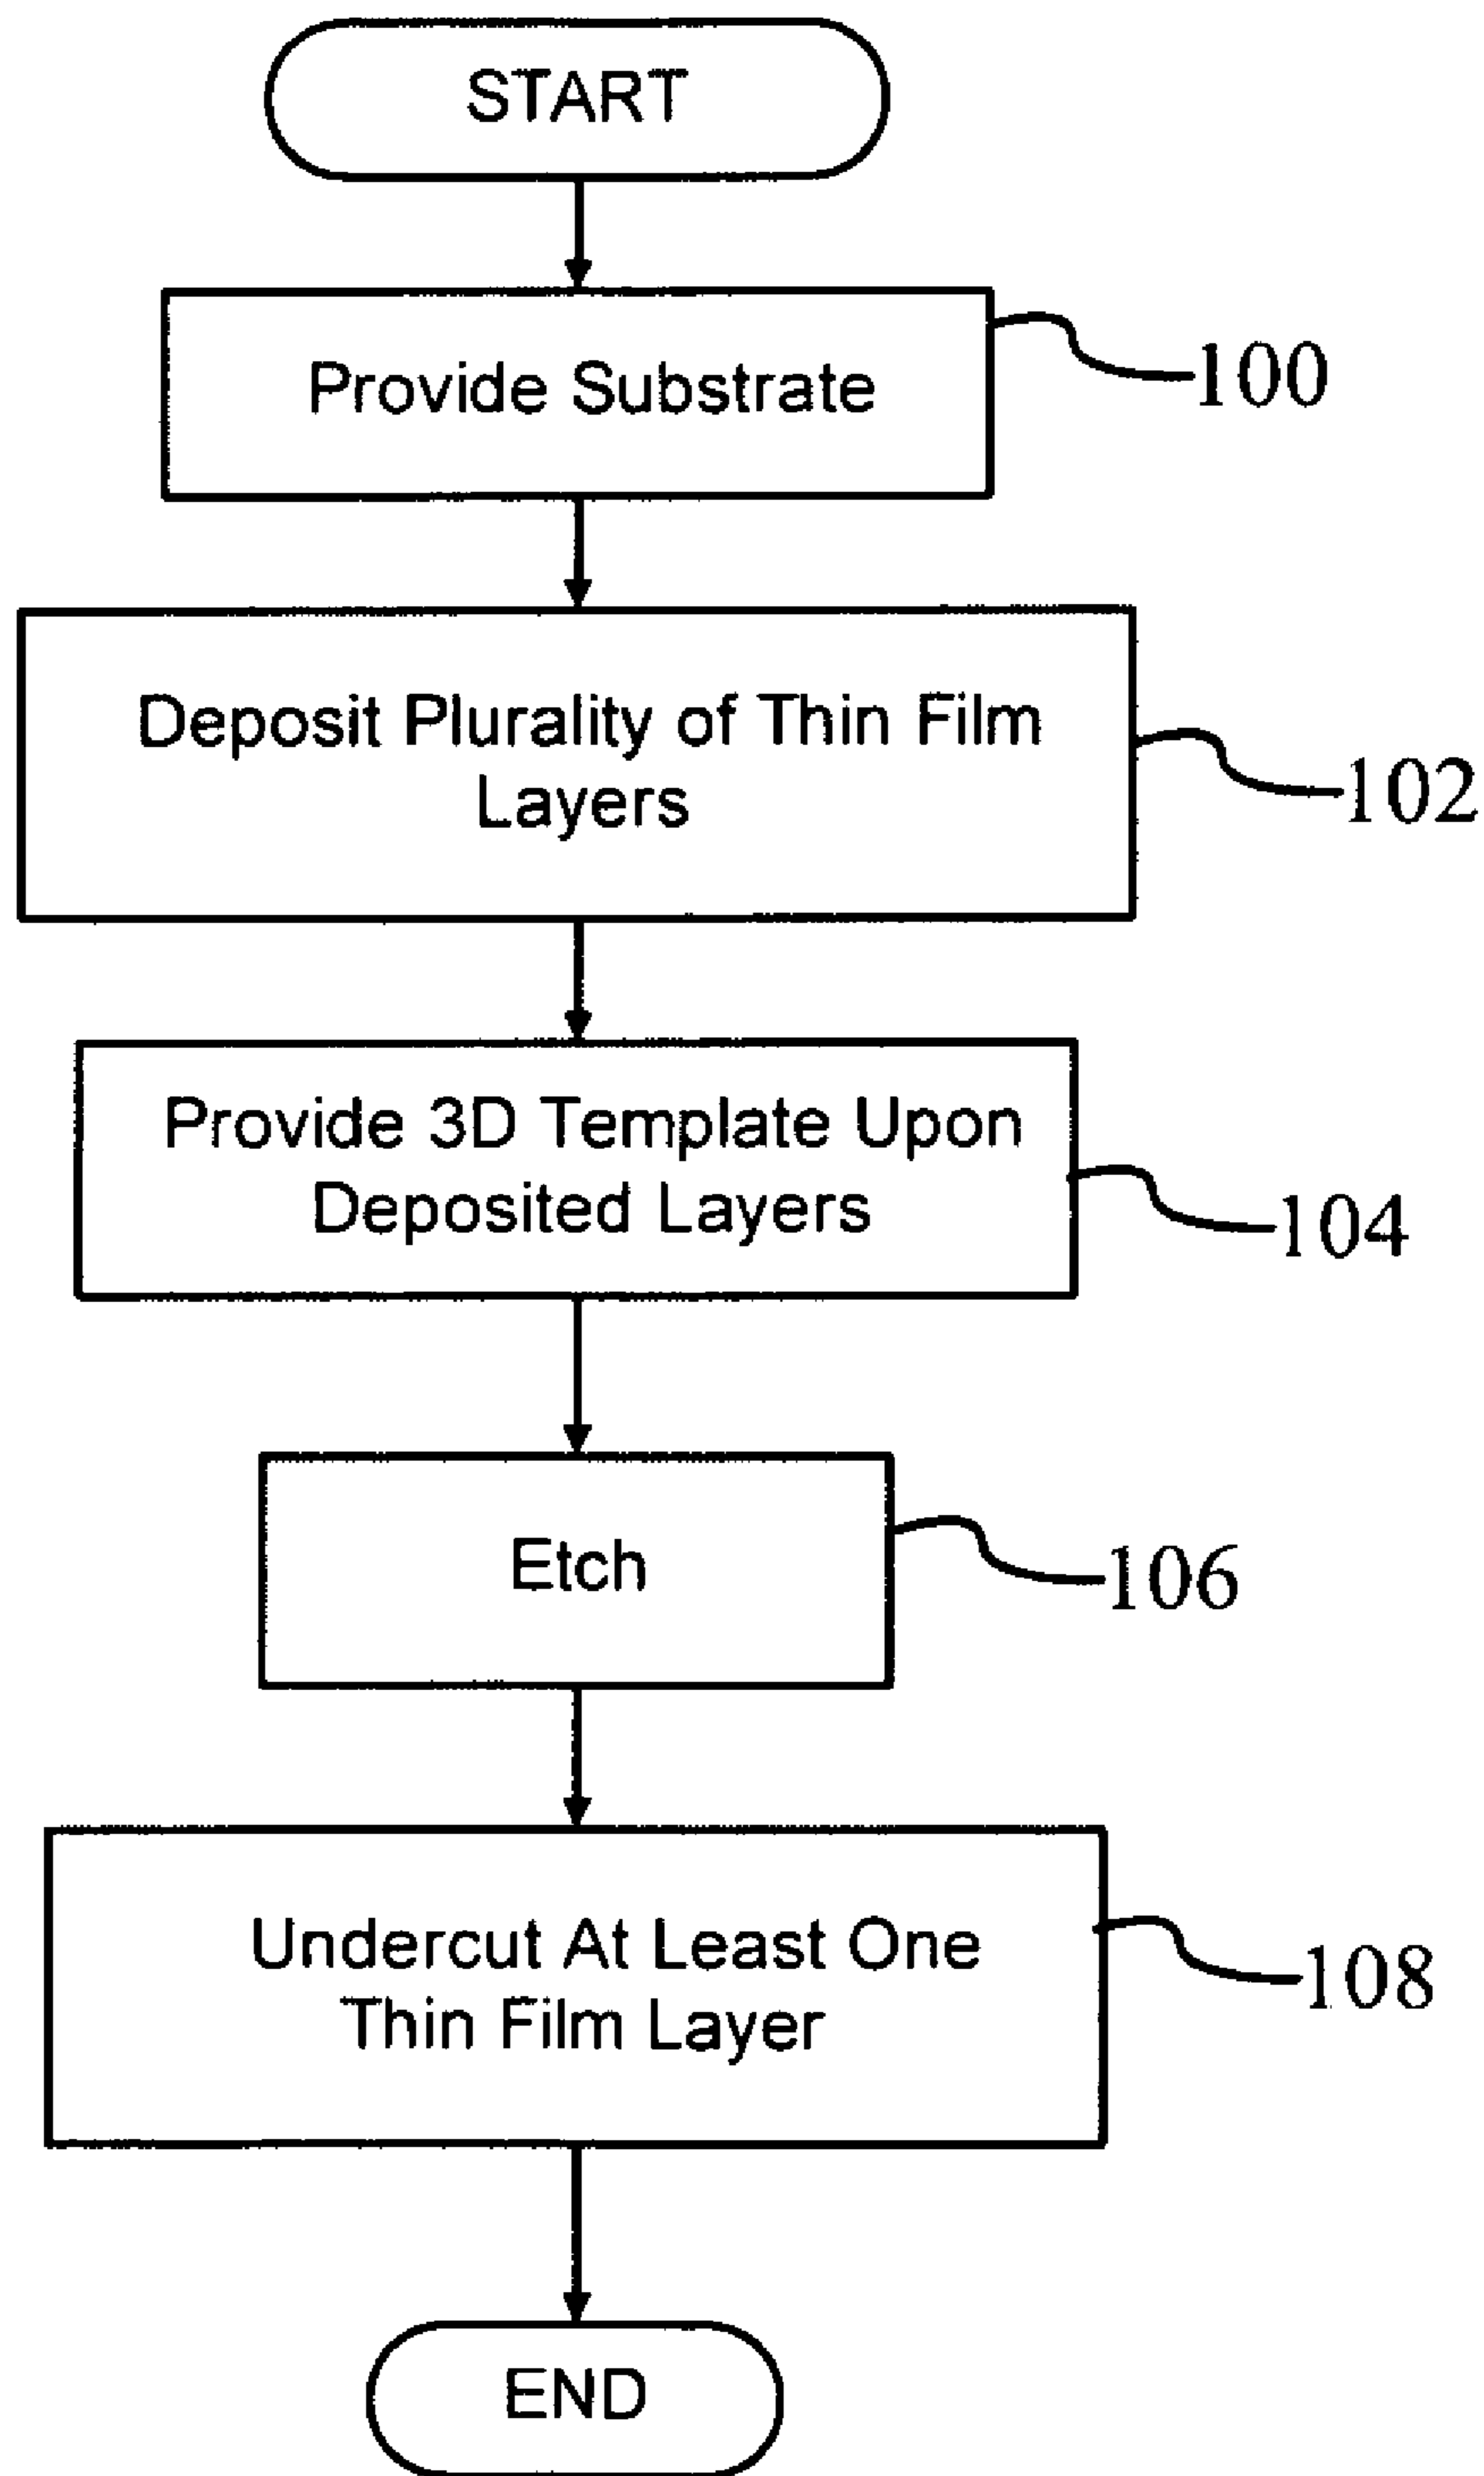 START
Provide Substrate
100
Deposit Plurality of Thin Film
Layers
102
Provide 3D Template Upon
Deposited Layers
104
Etch
106
Undercut At Least One
Thin Film Layer
108
END